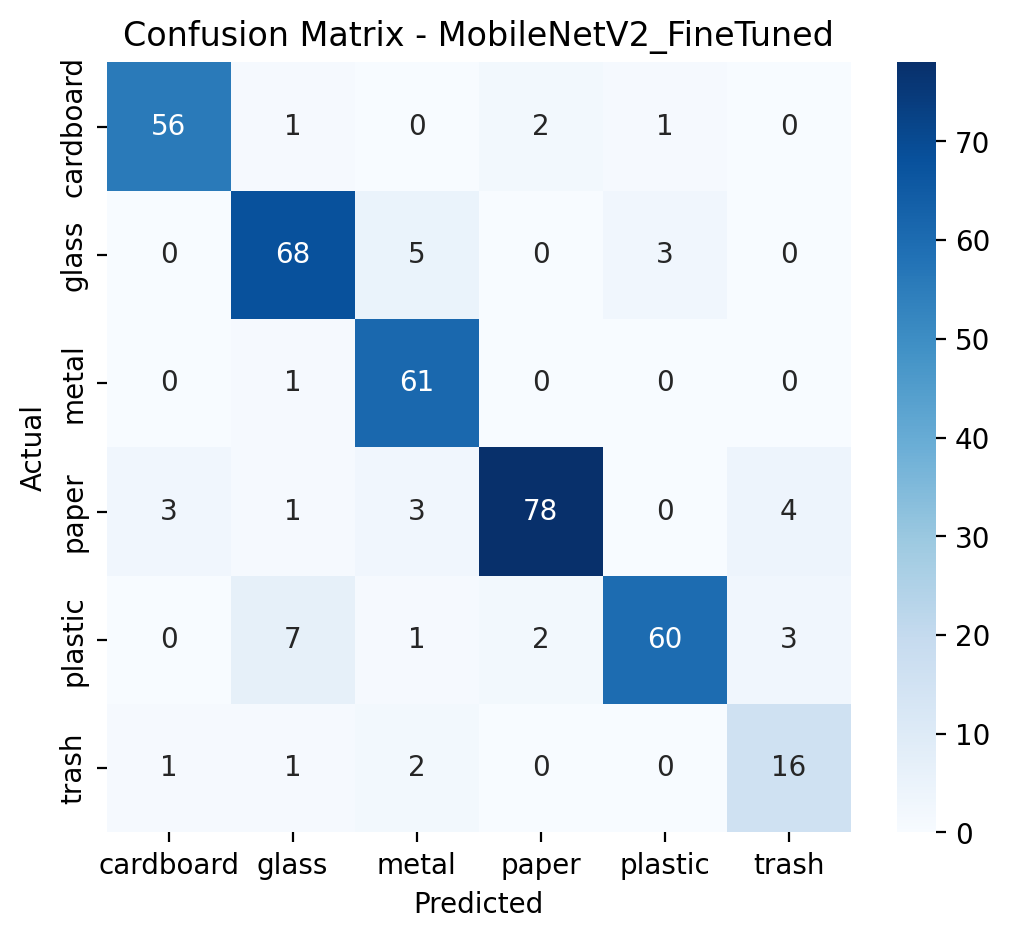 Confusion Matrix - MobileNetV2_FineTuned
Actual
cardboard 56 1 0 2 1 0
glass 0 68 5 0 3 0
metal 0 1 61 0 0 0
paper 3 1 3 78 0 4
plastic 0 7 1 2 60 3
trash 1 1 2 0 0 16
cardboard glass metal paper plastic trash
Predicted
70
60
50
40
30
20
10
0